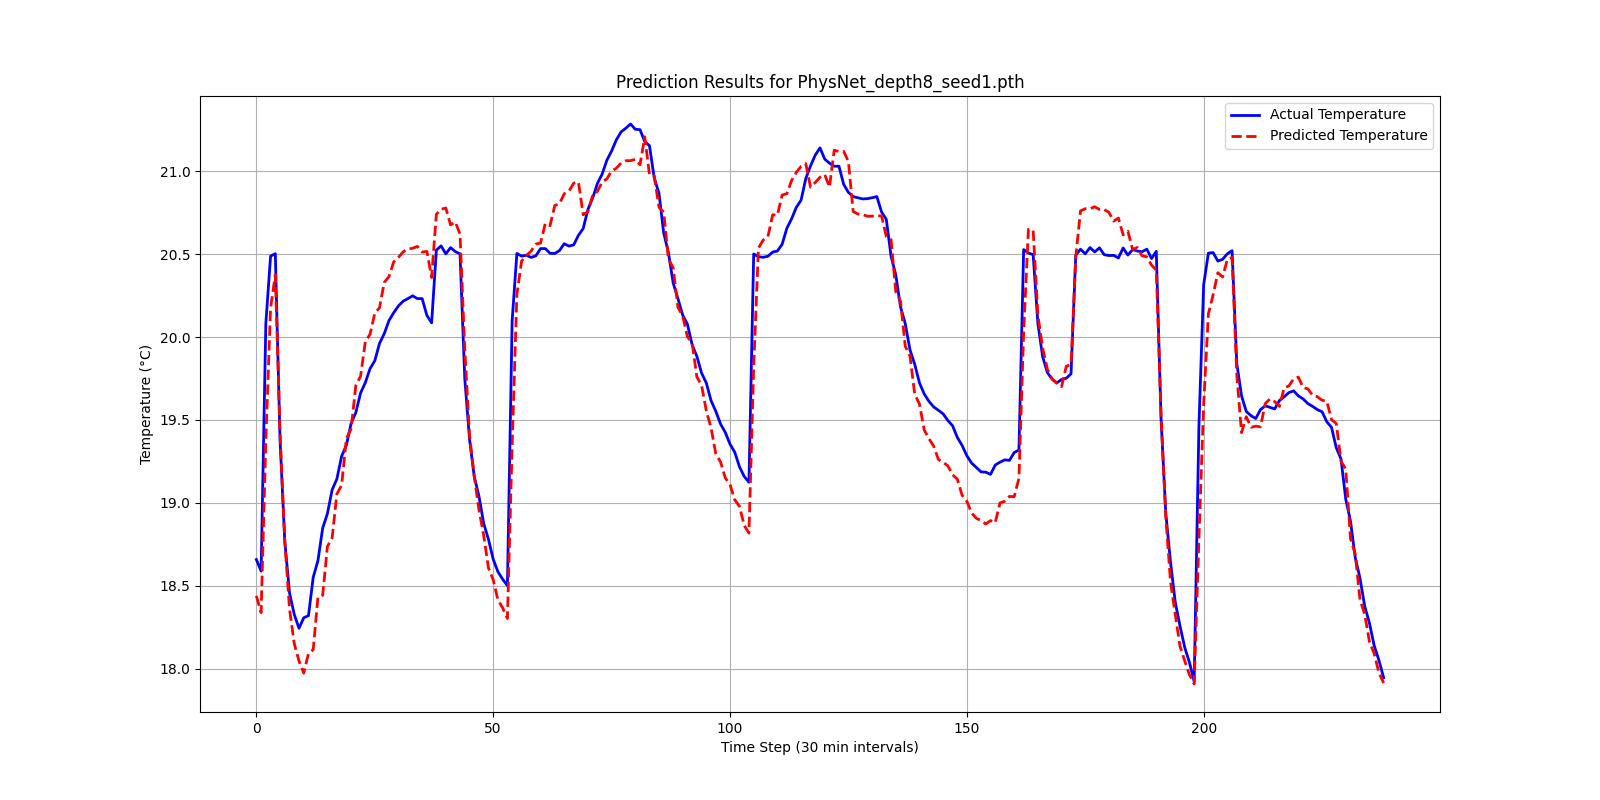 Prediction Results for PhysNet_depth8_seed1.pth
Actual Temperature
Predicted Temperature
Temperature (°C)
21.0
20.5
20.0
19.5
19.0
18.5
18.0
0 50 100 150 200
Time Step (30 min intervals)